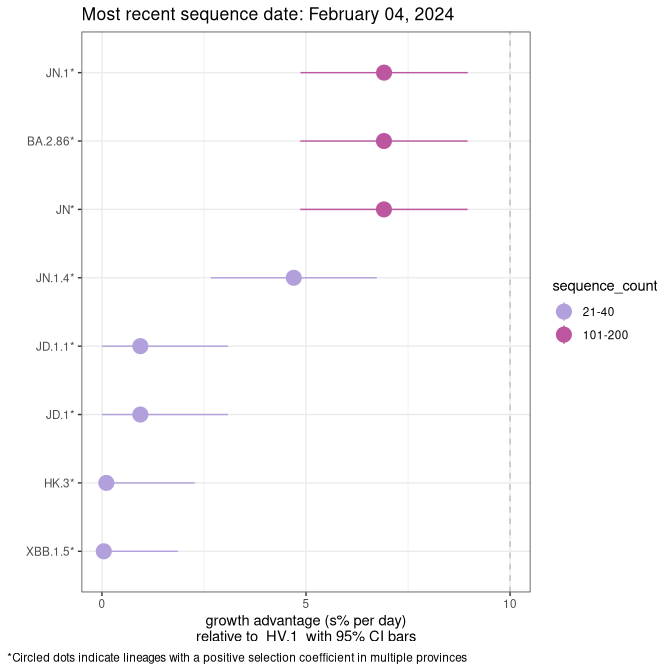 Most recent sequence date: February 04, 2024
JN.1*
BA.2.86*
JN*
JN.1.4*
JD.1.1*
JD.1*
HK.3*
XBB.1.5*
0 5 10
growth advantage (s% per day)
relative to HV.1 with 95% CI bars
sequence_count
21-40
101-200
*Circled dots indicate lineages with a positive selection coefficient in multiple provinces